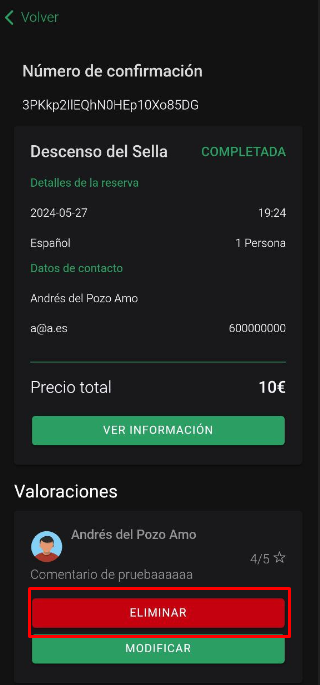 Volver
Número de confirmación
3PKkp2IlEQhN0HEp10Xo85DG
Descenso del Sella COMPLETADA
Detalles de la reserva
2024-05-27 19:24
Español 1 Persona
Datos de contacto
Andrés del Pozo Amo
a@a.es 600000000
Precio total 10€
VER INFORMACIÓN
Valoraciones
Andrés del Pozo Amo
4/5
Comentario de pruebaaaaaa
ELIMINAR
MODIFICAR